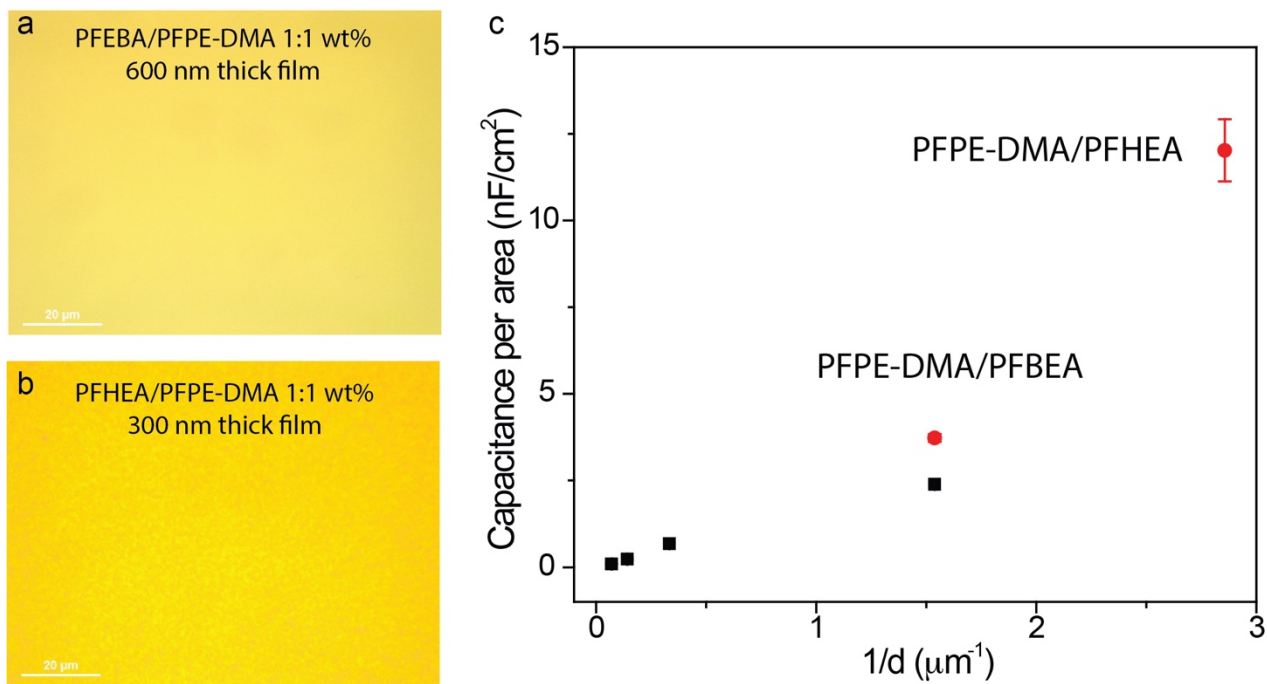 a
PFEBA/PFPE-DMA 1:1 wt%
600 nm thick film
20 μm
b
PFHEA/PFPE-DMA 1:1 wt%
300 nm thick film
20 μm
c
Capacitance per area (nF/cm²)
15
10
5
0
PFPE-DMA/PFHEA
PFPE-DMA/PFBEA
0 1 2 3
1/d (μm⁻¹)